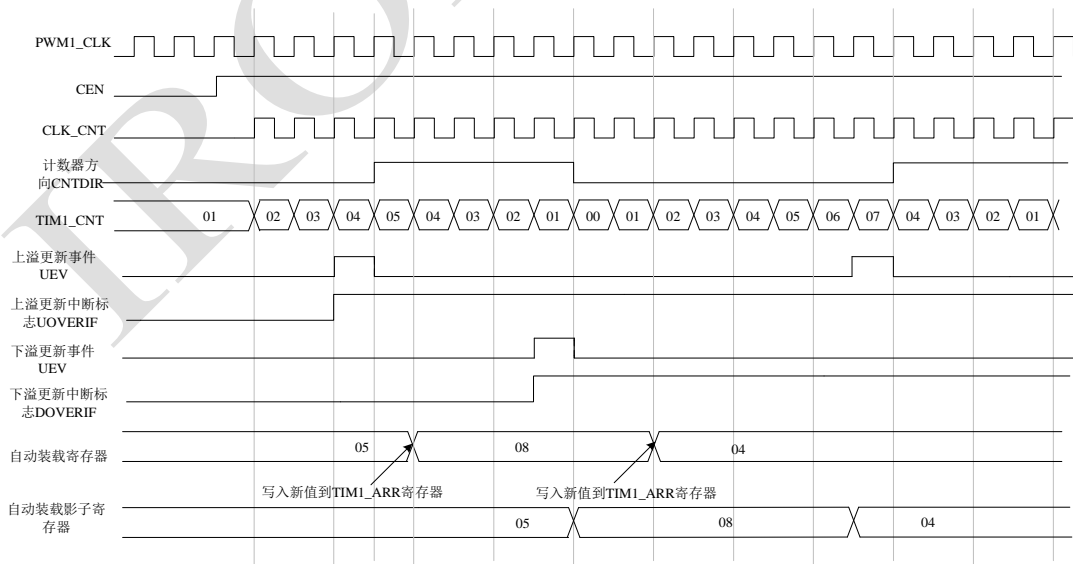 PWM1_CLK
CEN
CLK_CNT
计数器方
向CNTDIR
TIM1_CNT
01 02 03 04 05 04 03 02 01 00 01 02 03 04 05 06 07 04 03 02 01
上溢更新事件
UEV
上溢更新中断标
志UOVERIF
下溢更新事件
UEV
下溢更新中断标
志DOVERIF
自动装载寄存器
05 08 04
写入新值到TIM1_ARR寄存器 写入新值到TIM1_ARR寄存器
自动装载影子寄
存器
05 08 04